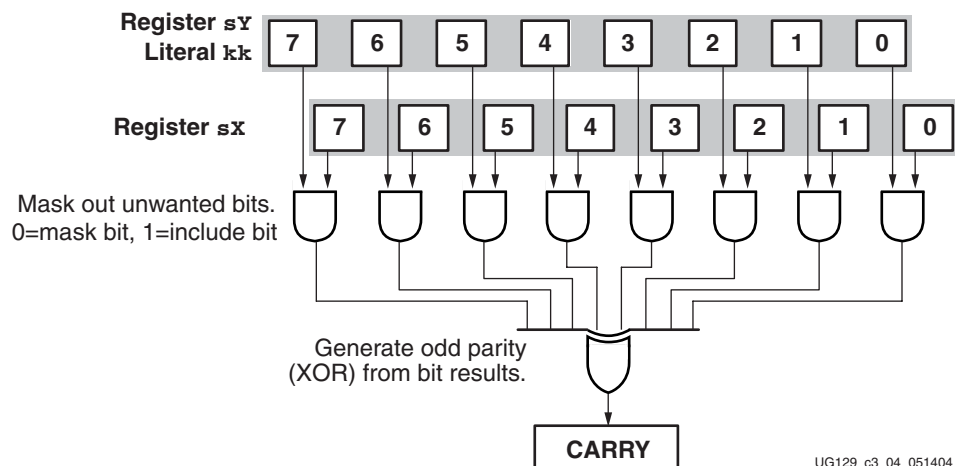 Register sY
Literal kk
7 6 5 4 3 2 1 0
Register sX
7 6 5 4 3 2 1 0
Mask out unwanted bits.
0=mask bit, 1=include bit
Generate odd parity
(XOR) from bit results.
CARRY
UG129_c3_04_051404